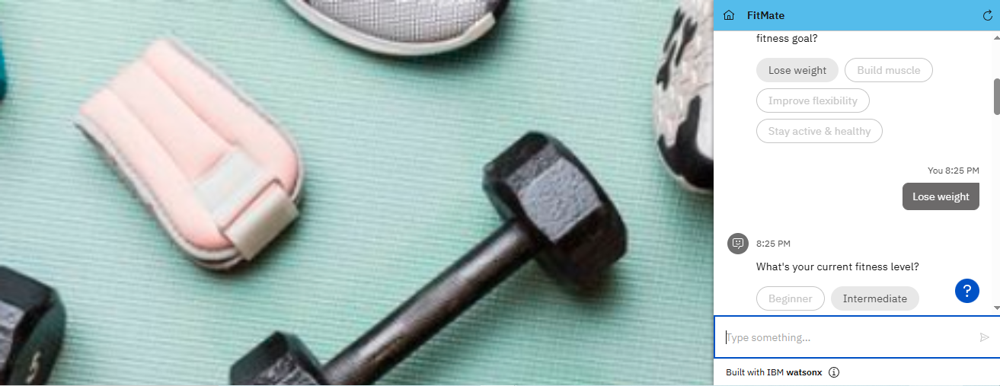 FitMate
fitness goal?
Lose weight
Build muscle
Improve flexibility
Stay active & healthy
You 8:25 PM
Lose weight
8:25 PM
What's your current fitness level?
?
Beginner
Intermediate
Type something...
Built with IBM watsonx